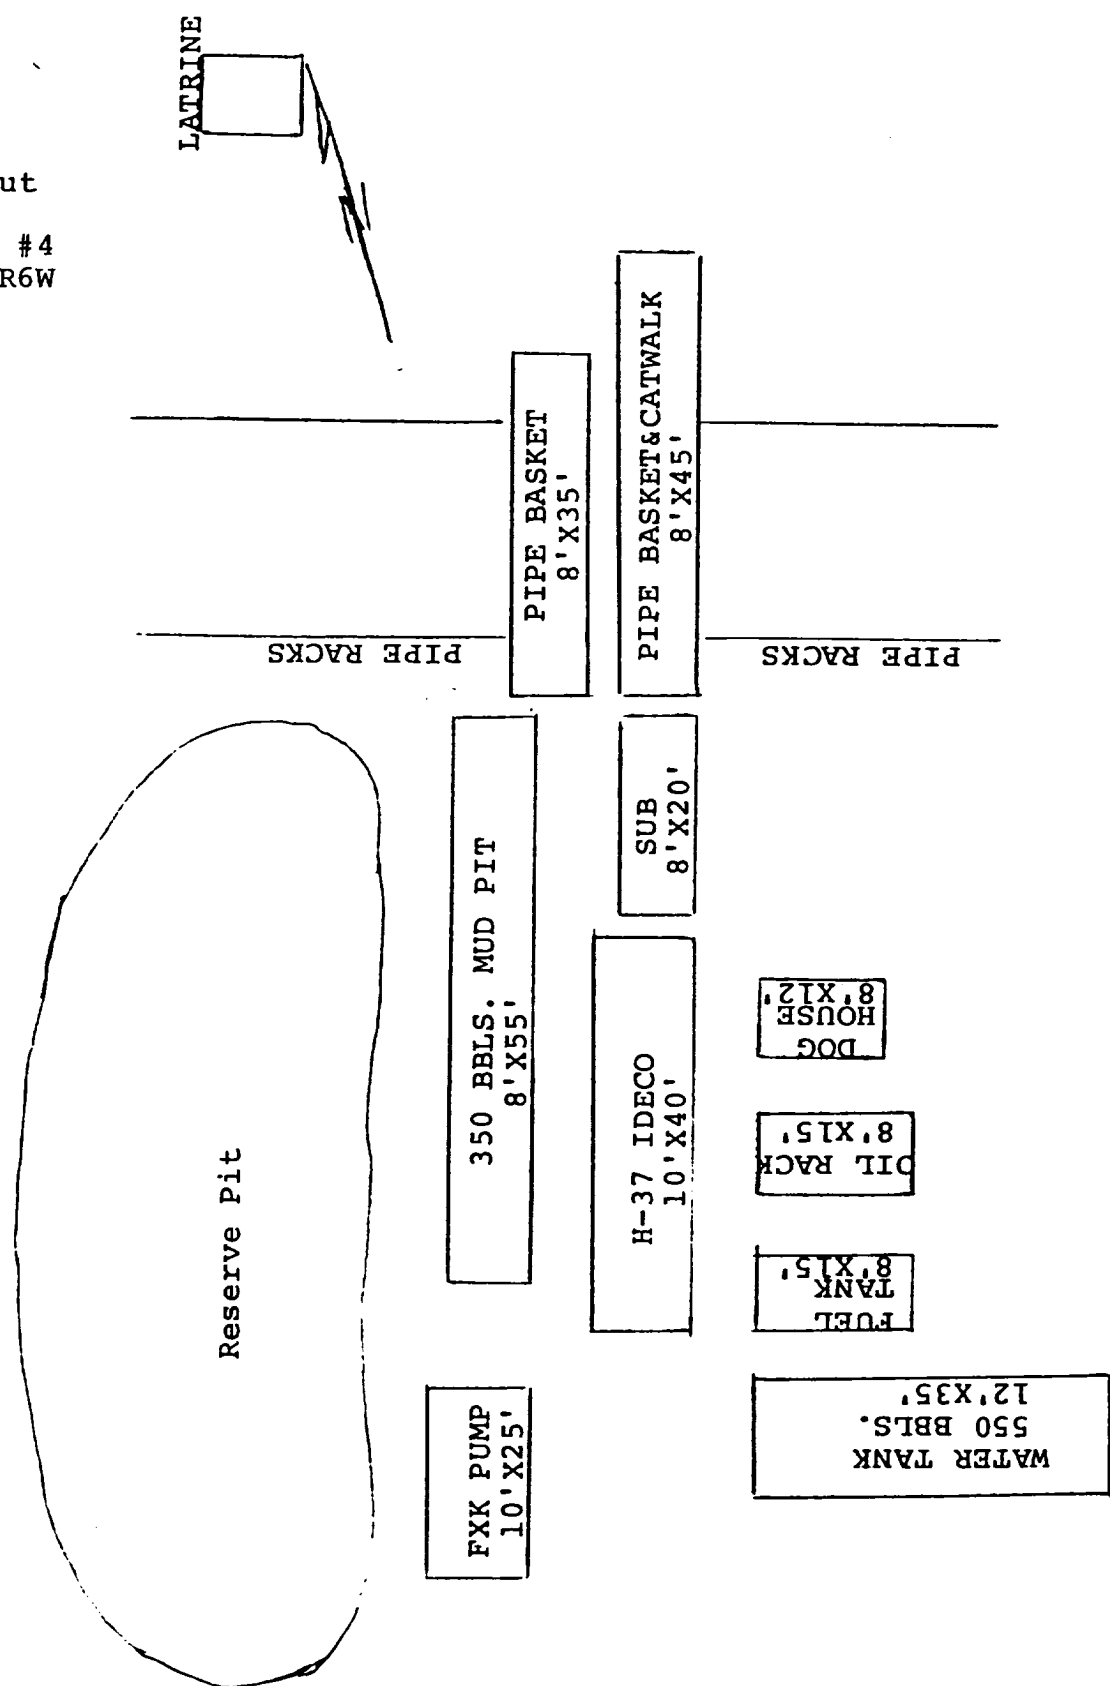 LATRINE
ut
#4
R6W
PIPE BASKET
8'X35'
PIPE BASKET&CATWALK
8'X45'
PIPE RACKS
PIPE RACKS
350 BBLS. MUD PIT
8'X55'
SUB
8'X20'
Reserve Pit
H-37 IDECO
10'X40'
DOG
HOUSE
8'X12'
OIL RACK
8'X15'
FUEL
TANK
8'X15'
FXK PUMP
10'X25'
WATER TANK
550 BBLS.
12'X35'